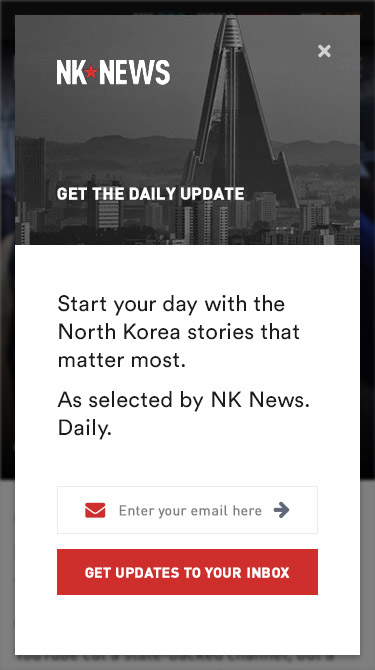 NK NEWS
GET THE DAILY UPDATE
Start your day with the
North Korea stories that
matter most.
As selected by NK News.
Daily.
Enter your email here
GET UPDATES TO YOUR INBOX